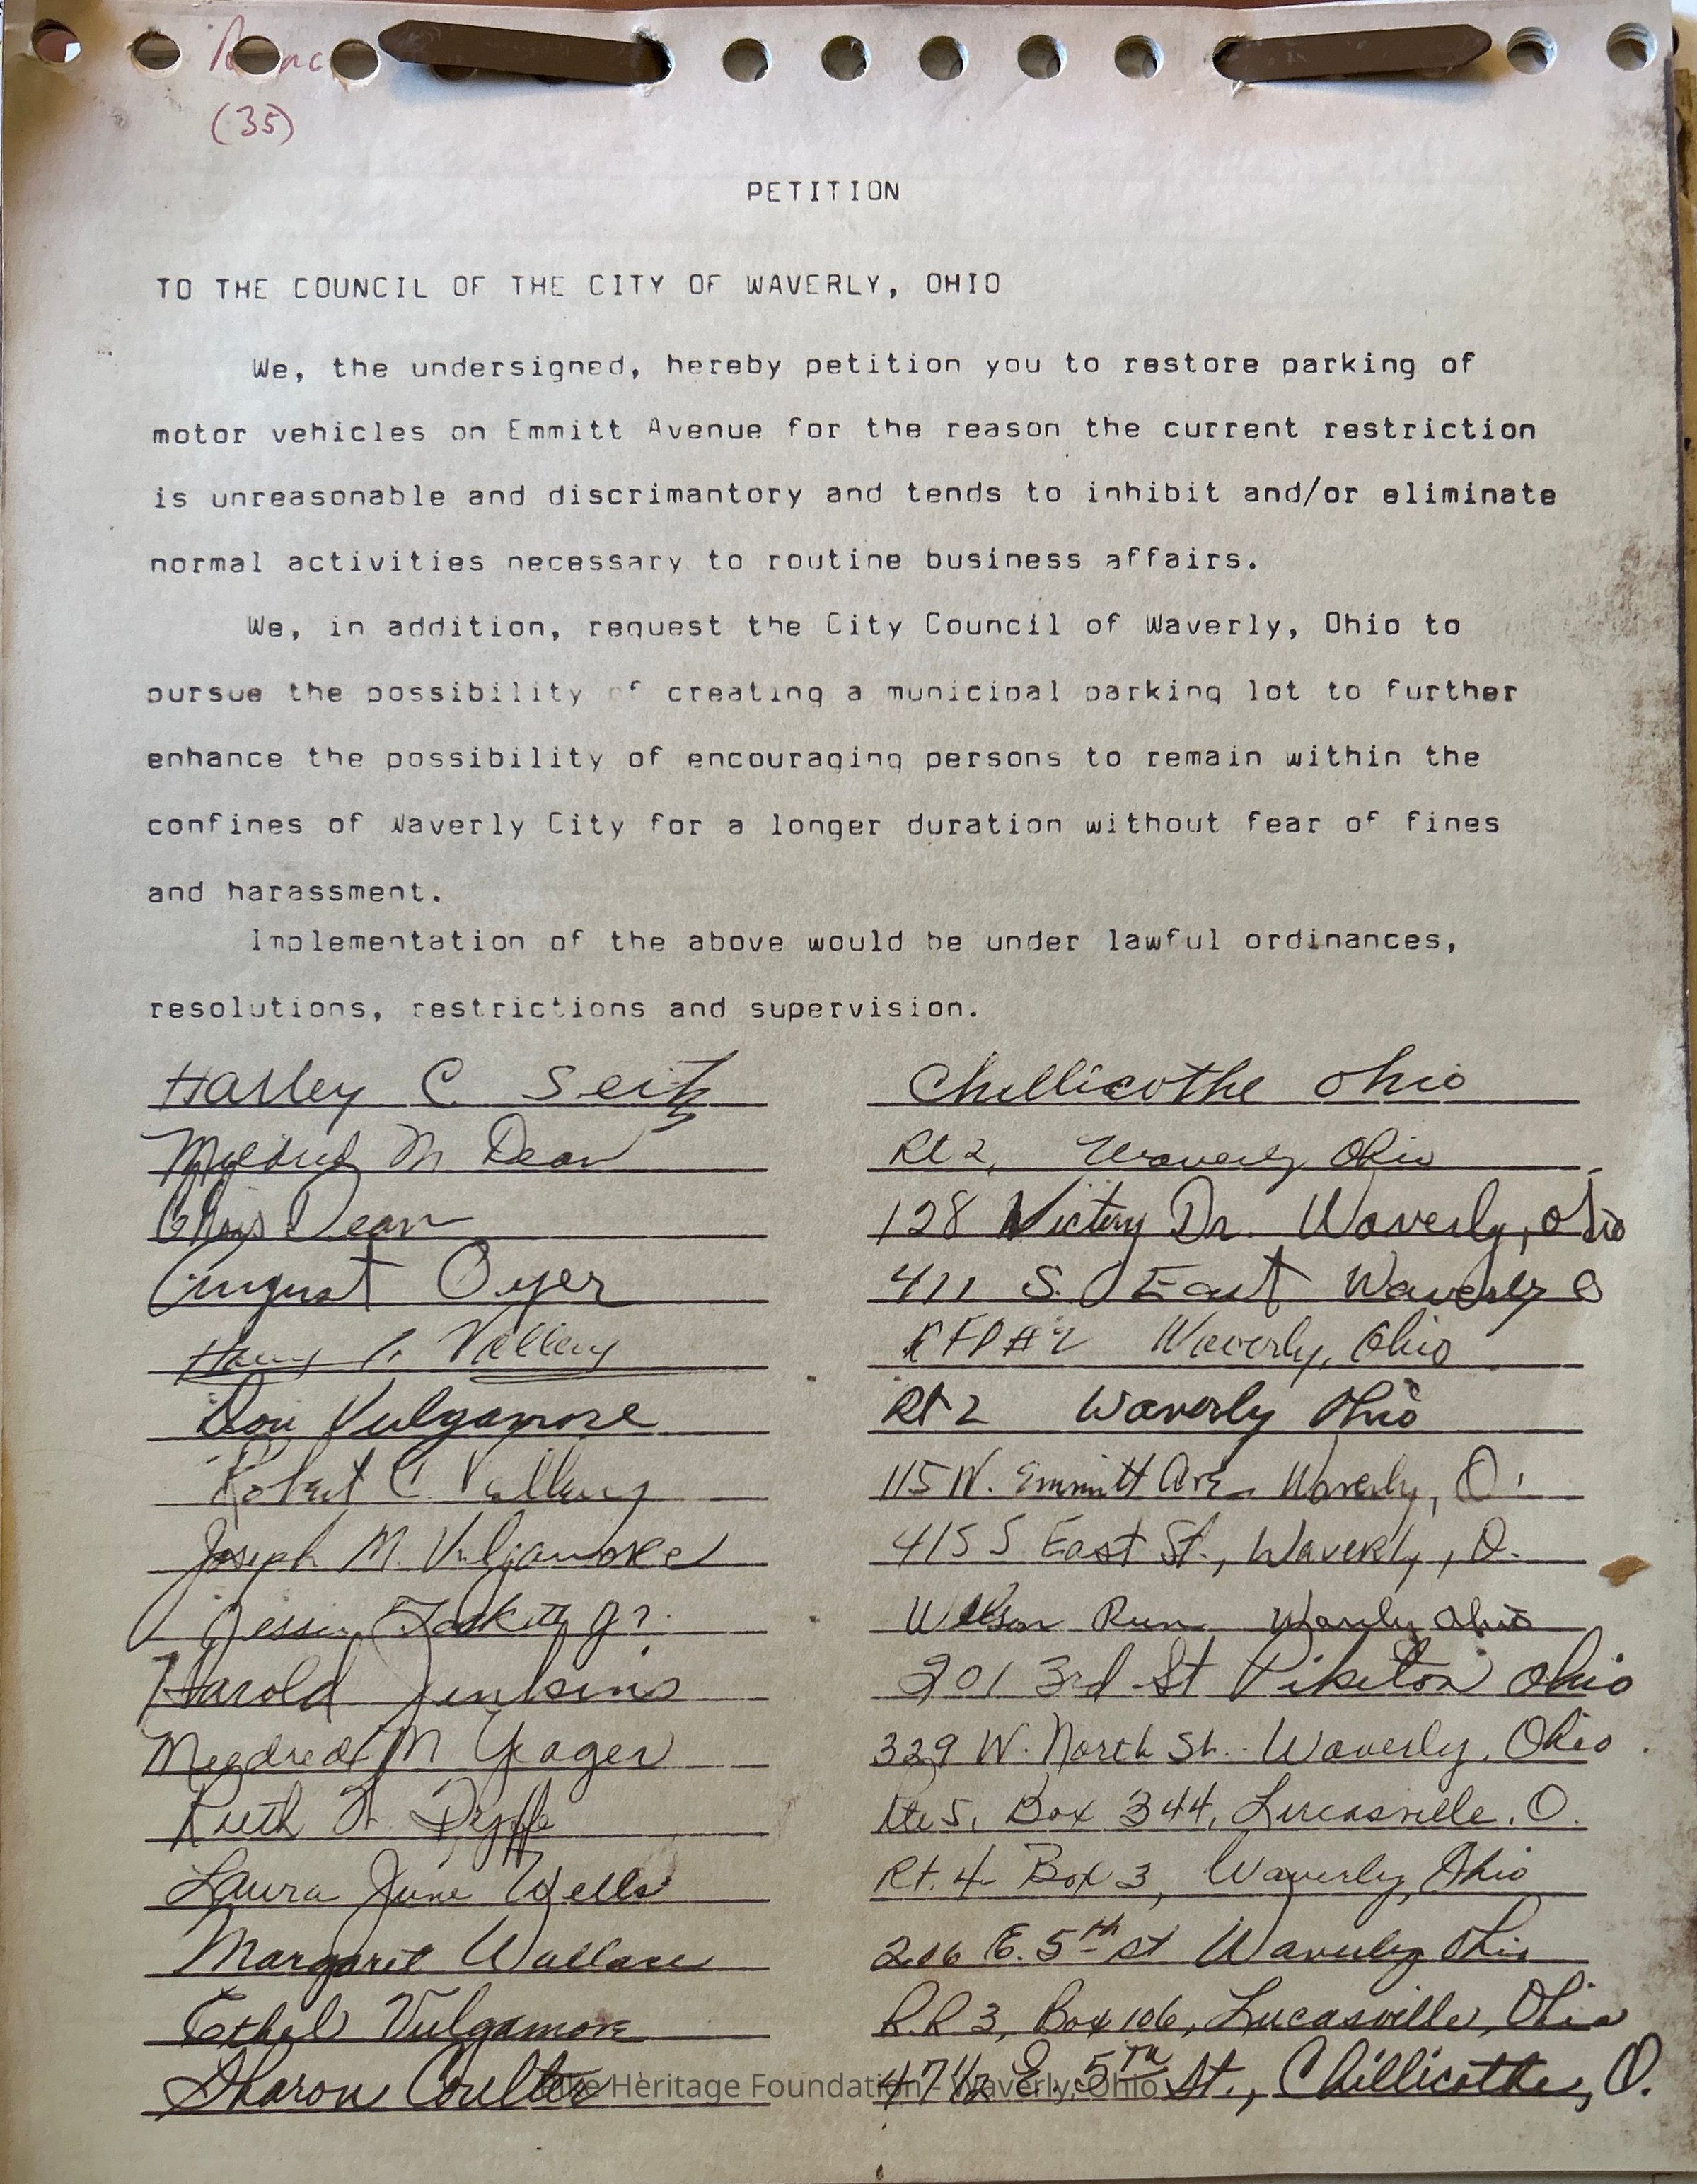 (35)
PETITION
TO THE COUNCIL OF THE CITY OF WAVERLY, OHIO
We, the undersigned, hereby petition you to restore parking of
motor vehicles on Emmitt Avenue for the reason the current restriction
is unreasonable and discrimantory and tends to inhibit and/or eliminate
normal activities necessary to routine business affairs.
We, in addition, request the City Council of Waverly, Ohio to
pursue the possibility of creating a municipal parking lot to further
enhance the possibility of encouraging persons to remain within the
confines of Waverly City for a longer duration without fear of fines
and harassment.
Implementation of the above would be under lawful ordinances,
resolutions, restrictions and supervision.
Harley C. Seitz Chillicothe Ohio
Mildred M Dean Rt 2, Waverly Ohio
Chris Dean 128 Victory Dr. Waverly, Ohio
August Oyer 411 S. East Waverly O
Vallery RFD #2 Waverly, Ohio
Don Vulgamore Rt 2 Waverly Ohio
Robert C. Vallery 115 W. Emmitt Ave Waverly, O.
Joseph M. Vulgamore 415 S East St., Waverly, O.
Jr. Run Waverly Ohio
Harold Jenkins 201 3rd St Piketon Ohio
M Yeager 329 W. North St. Waverly, Ohio
Ruth Rte 5, Box 344, Lucasville, O.
Laura June Wells Rt. 4 Box 3, Waverly, Ohio
Margaret Wallace 206 E. 5th St Waverly Ohio
Ethel Vulgamore R.R 3, Box 106, Lucasville, Ohio
Sharon Coulter 47 1/2 E. 5TH St., Chillicothe, O.
Heritage Foundation - Waverly, Ohio